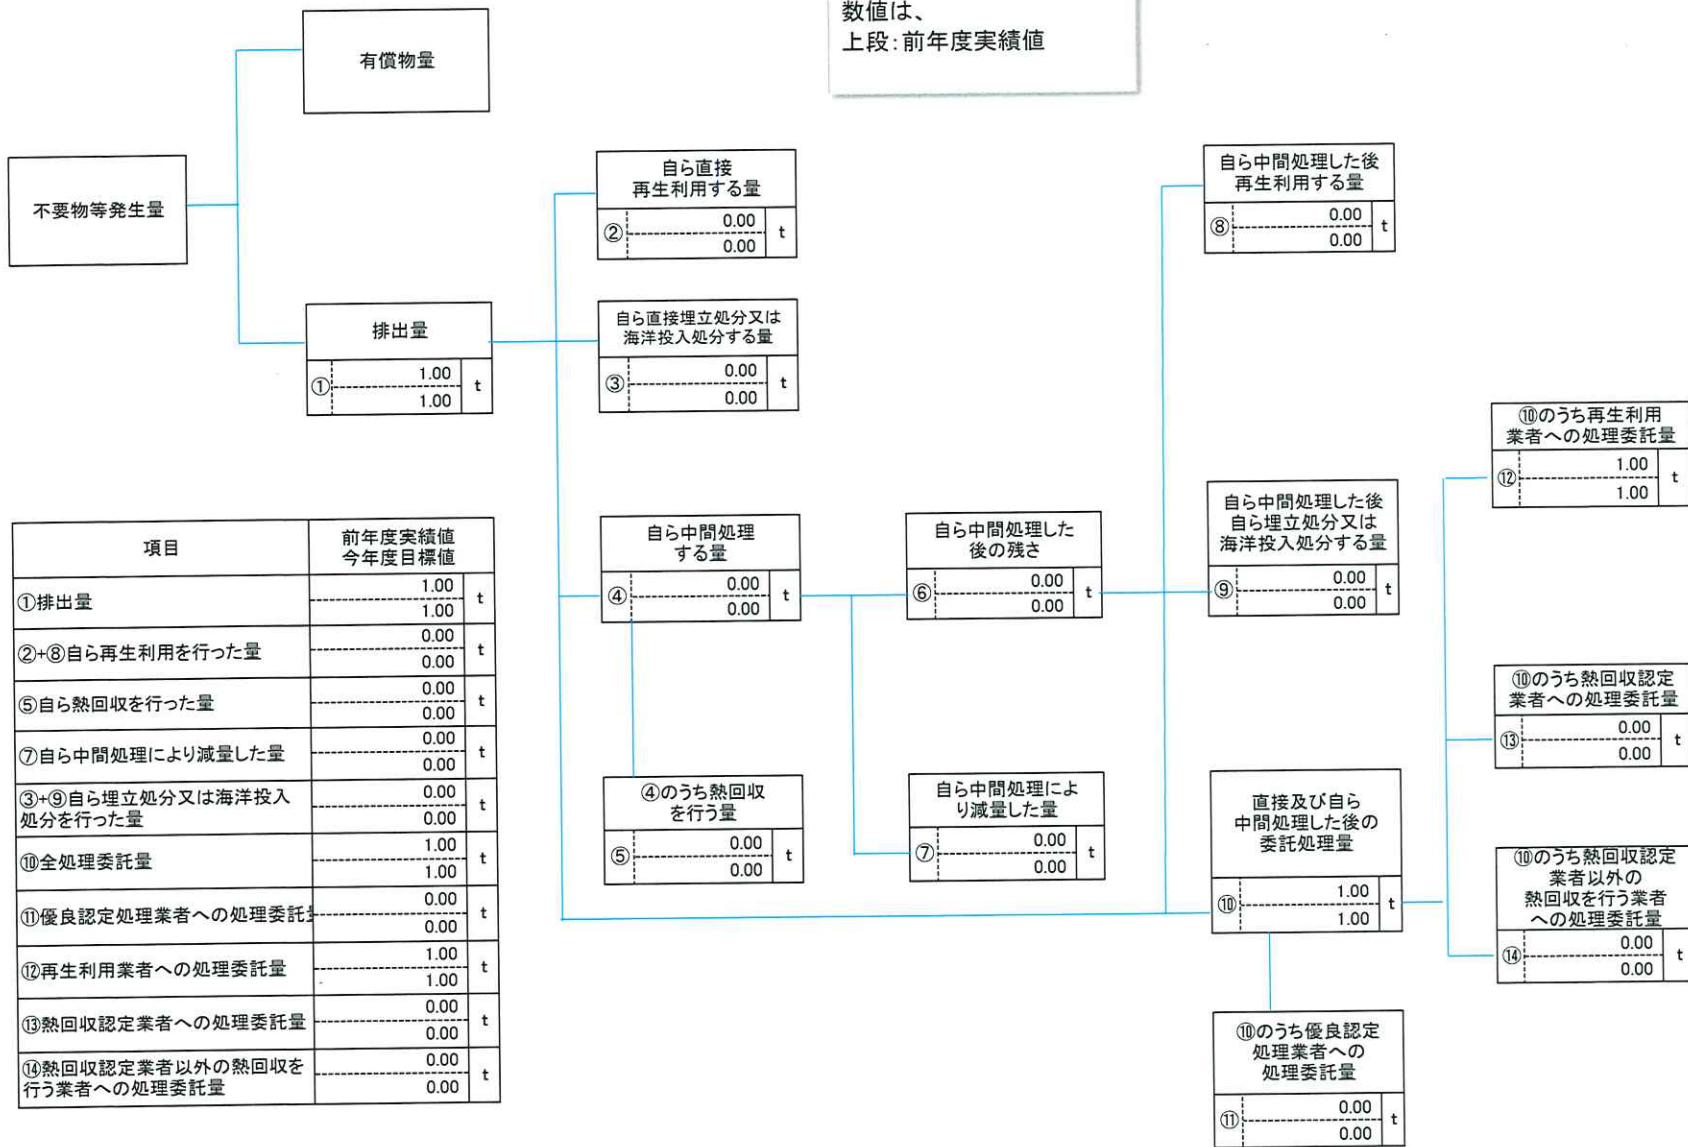 数値は、
上段：前年度実績値
有償物量
不要物等発生量
排出量
①
1.00
1.00
t
自ら直接
再生利用する量
②
0.00
0.00
t
自ら直接埋立処分又は
海洋投入処分する量
③
0.00
0.00
t
自ら中間処理
する量
④
0.00
0.00
t
④のうち熱回収
を行う量
⑤
0.00
0.00
t
自ら中間処理した
後の残さ
⑥
0.00
0.00
t
自ら中間処理によ
り減量した量
⑦
0.00
0.00
t
自ら中間処理した後
再生利用する量
⑧
0.00
0.00
t
自ら中間処理した後
自ら埋立処分又は
海洋投入処分する量
⑨
0.00
0.00
t
直接及び自ら
中間処理した後の
委託処理量
⑩
1.00
1.00
t
⑩のうち優良認定
処理業者への
処理委託量
⑪
0.00
0.00
t
⑩のうち再生利用
業者への処理委託量
⑫
1.00
1.00
t
⑩のうち熱回収認定
業者への処理委託量
⑬
0.00
0.00
t
⑩のうち熱回収認定
業者以外の
熱回収を行う業者
への処理委託量
⑭
0.00
0.00
t
項目
前年度実績値
今年度目標値
①排出量
1.00
1.00
t
②+⑧自ら再生利用を行った量
0.00
0.00
t
⑤自ら熱回収を行った量
0.00
0.00
t
⑦自ら中間処理により減量した量
0.00
0.00
t
③+⑨自ら埋立処分又は海洋投入
処分を行った量
0.00
0.00
t
⑩全処理委託量
1.00
1.00
t
⑪優良認定処理業者への処理委託
0.00
0.00
t
⑫再生利用業者への処理委託量
1.00
1.00
t
⑬熱回収認定業者への処理委託量
0.00
0.00
t
⑭熱回収認定業者以外の熱回収を
行う業者への処理委託量
0.00
0.00
t